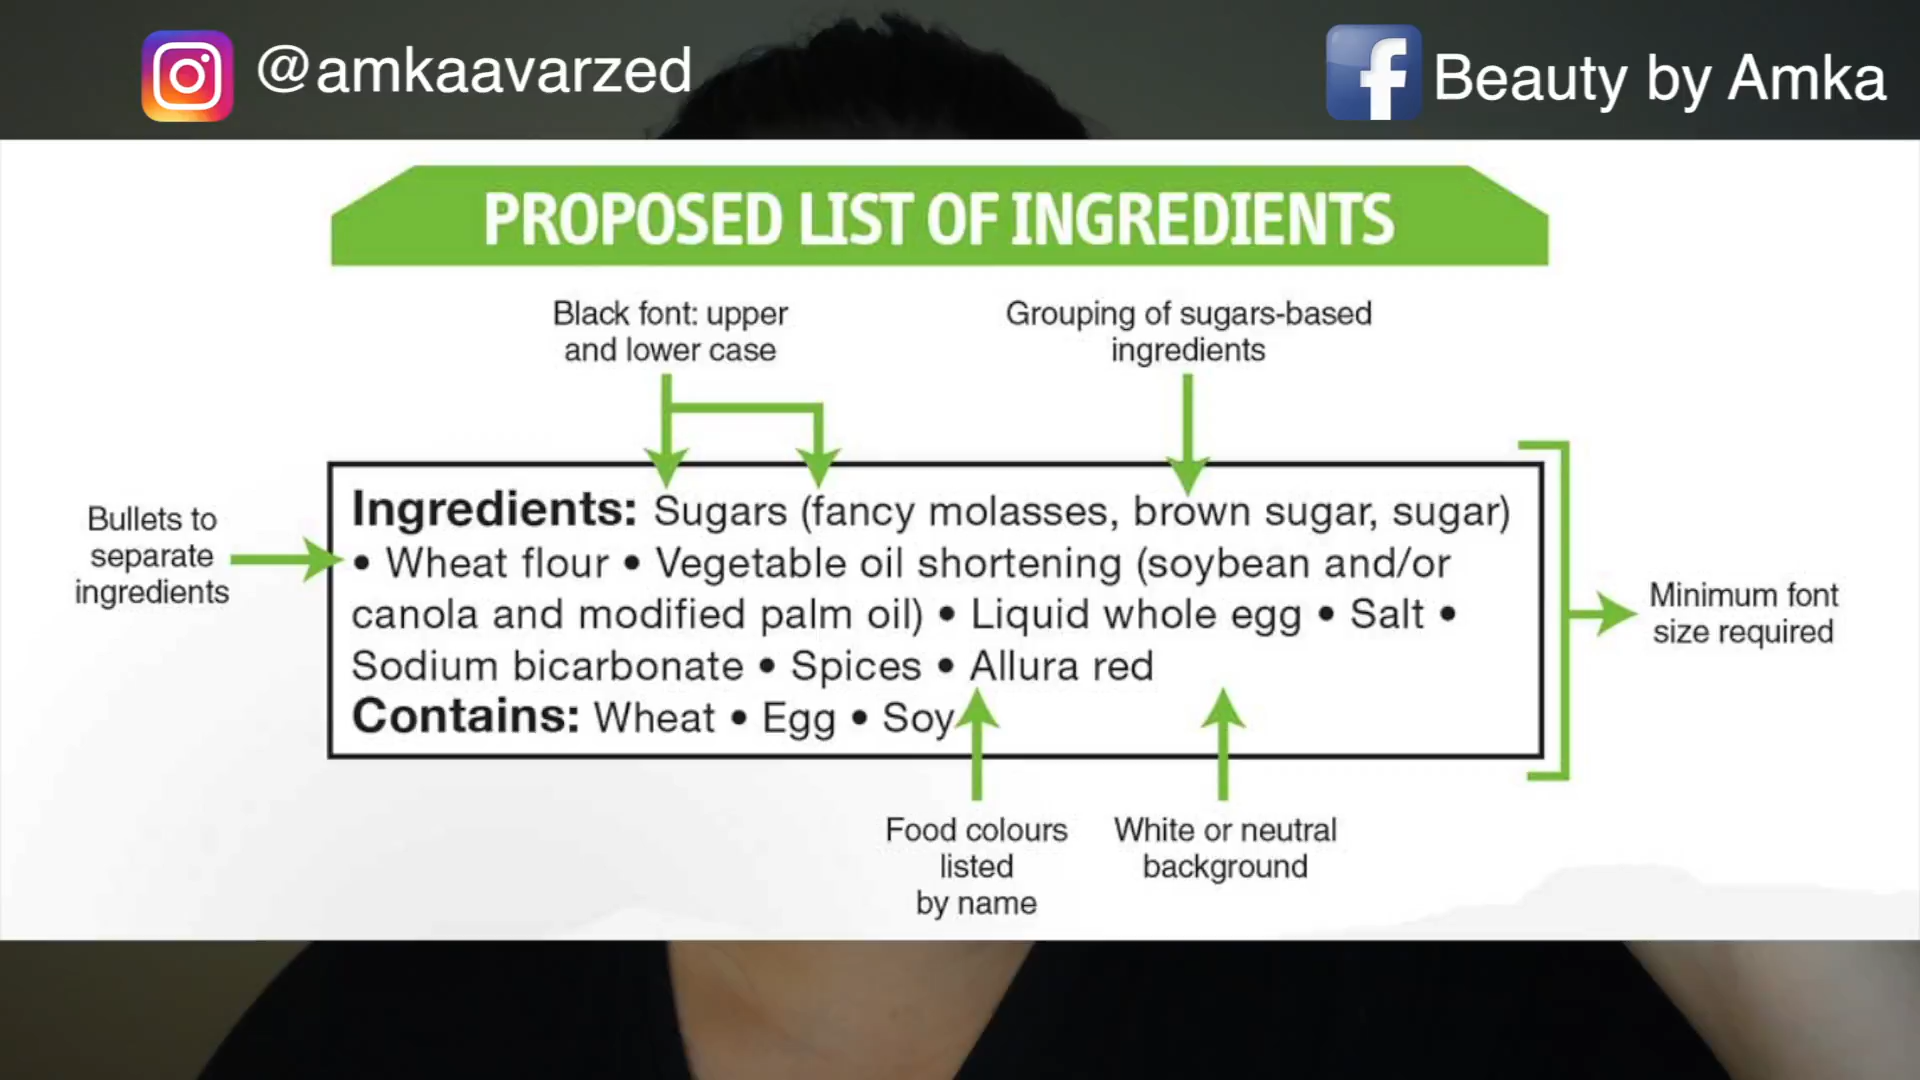 @amkaavarzed
Beauty by Amka
PROPOSED LIST OF INGREDIENTS
Black font: upper
and lower case
Grouping of sugars-based
ingredients
Bullets to
separate
ingredients
Ingredients: Sugars (fancy molasses, brown sugar, sugar)
• Wheat flour • Vegetable oil shortening (soybean and/or
canola and modified palm oil) • Liquid whole egg • Salt •
Sodium bicarbonate • Spices • Allura red
Contains: Wheat • Egg • Soy
Minimum font
size required
Food colours
listed
by name
White or neutral
background